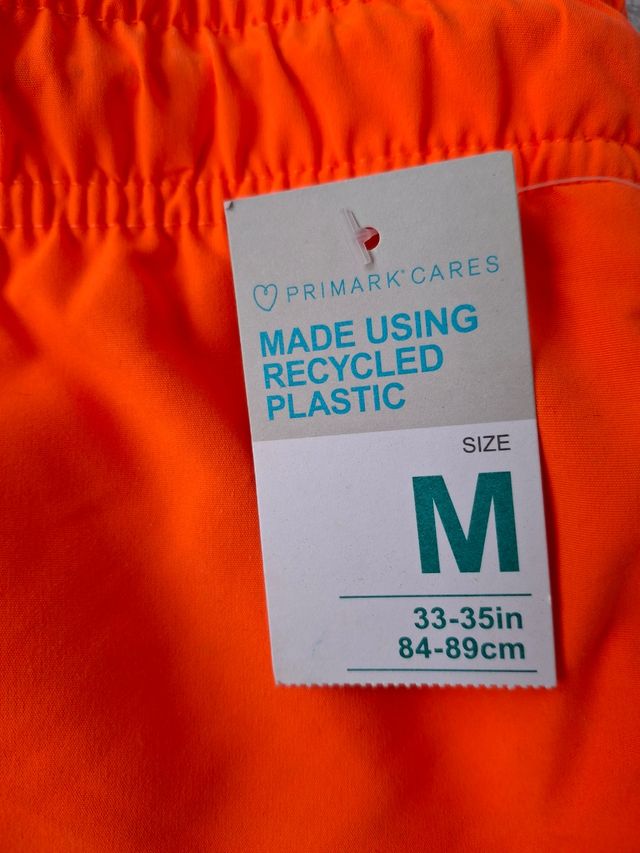 PRIMARK® CARES
MADE USING
RECYCLED
PLASTIC
SIZE
M
33-35in
84-89cm